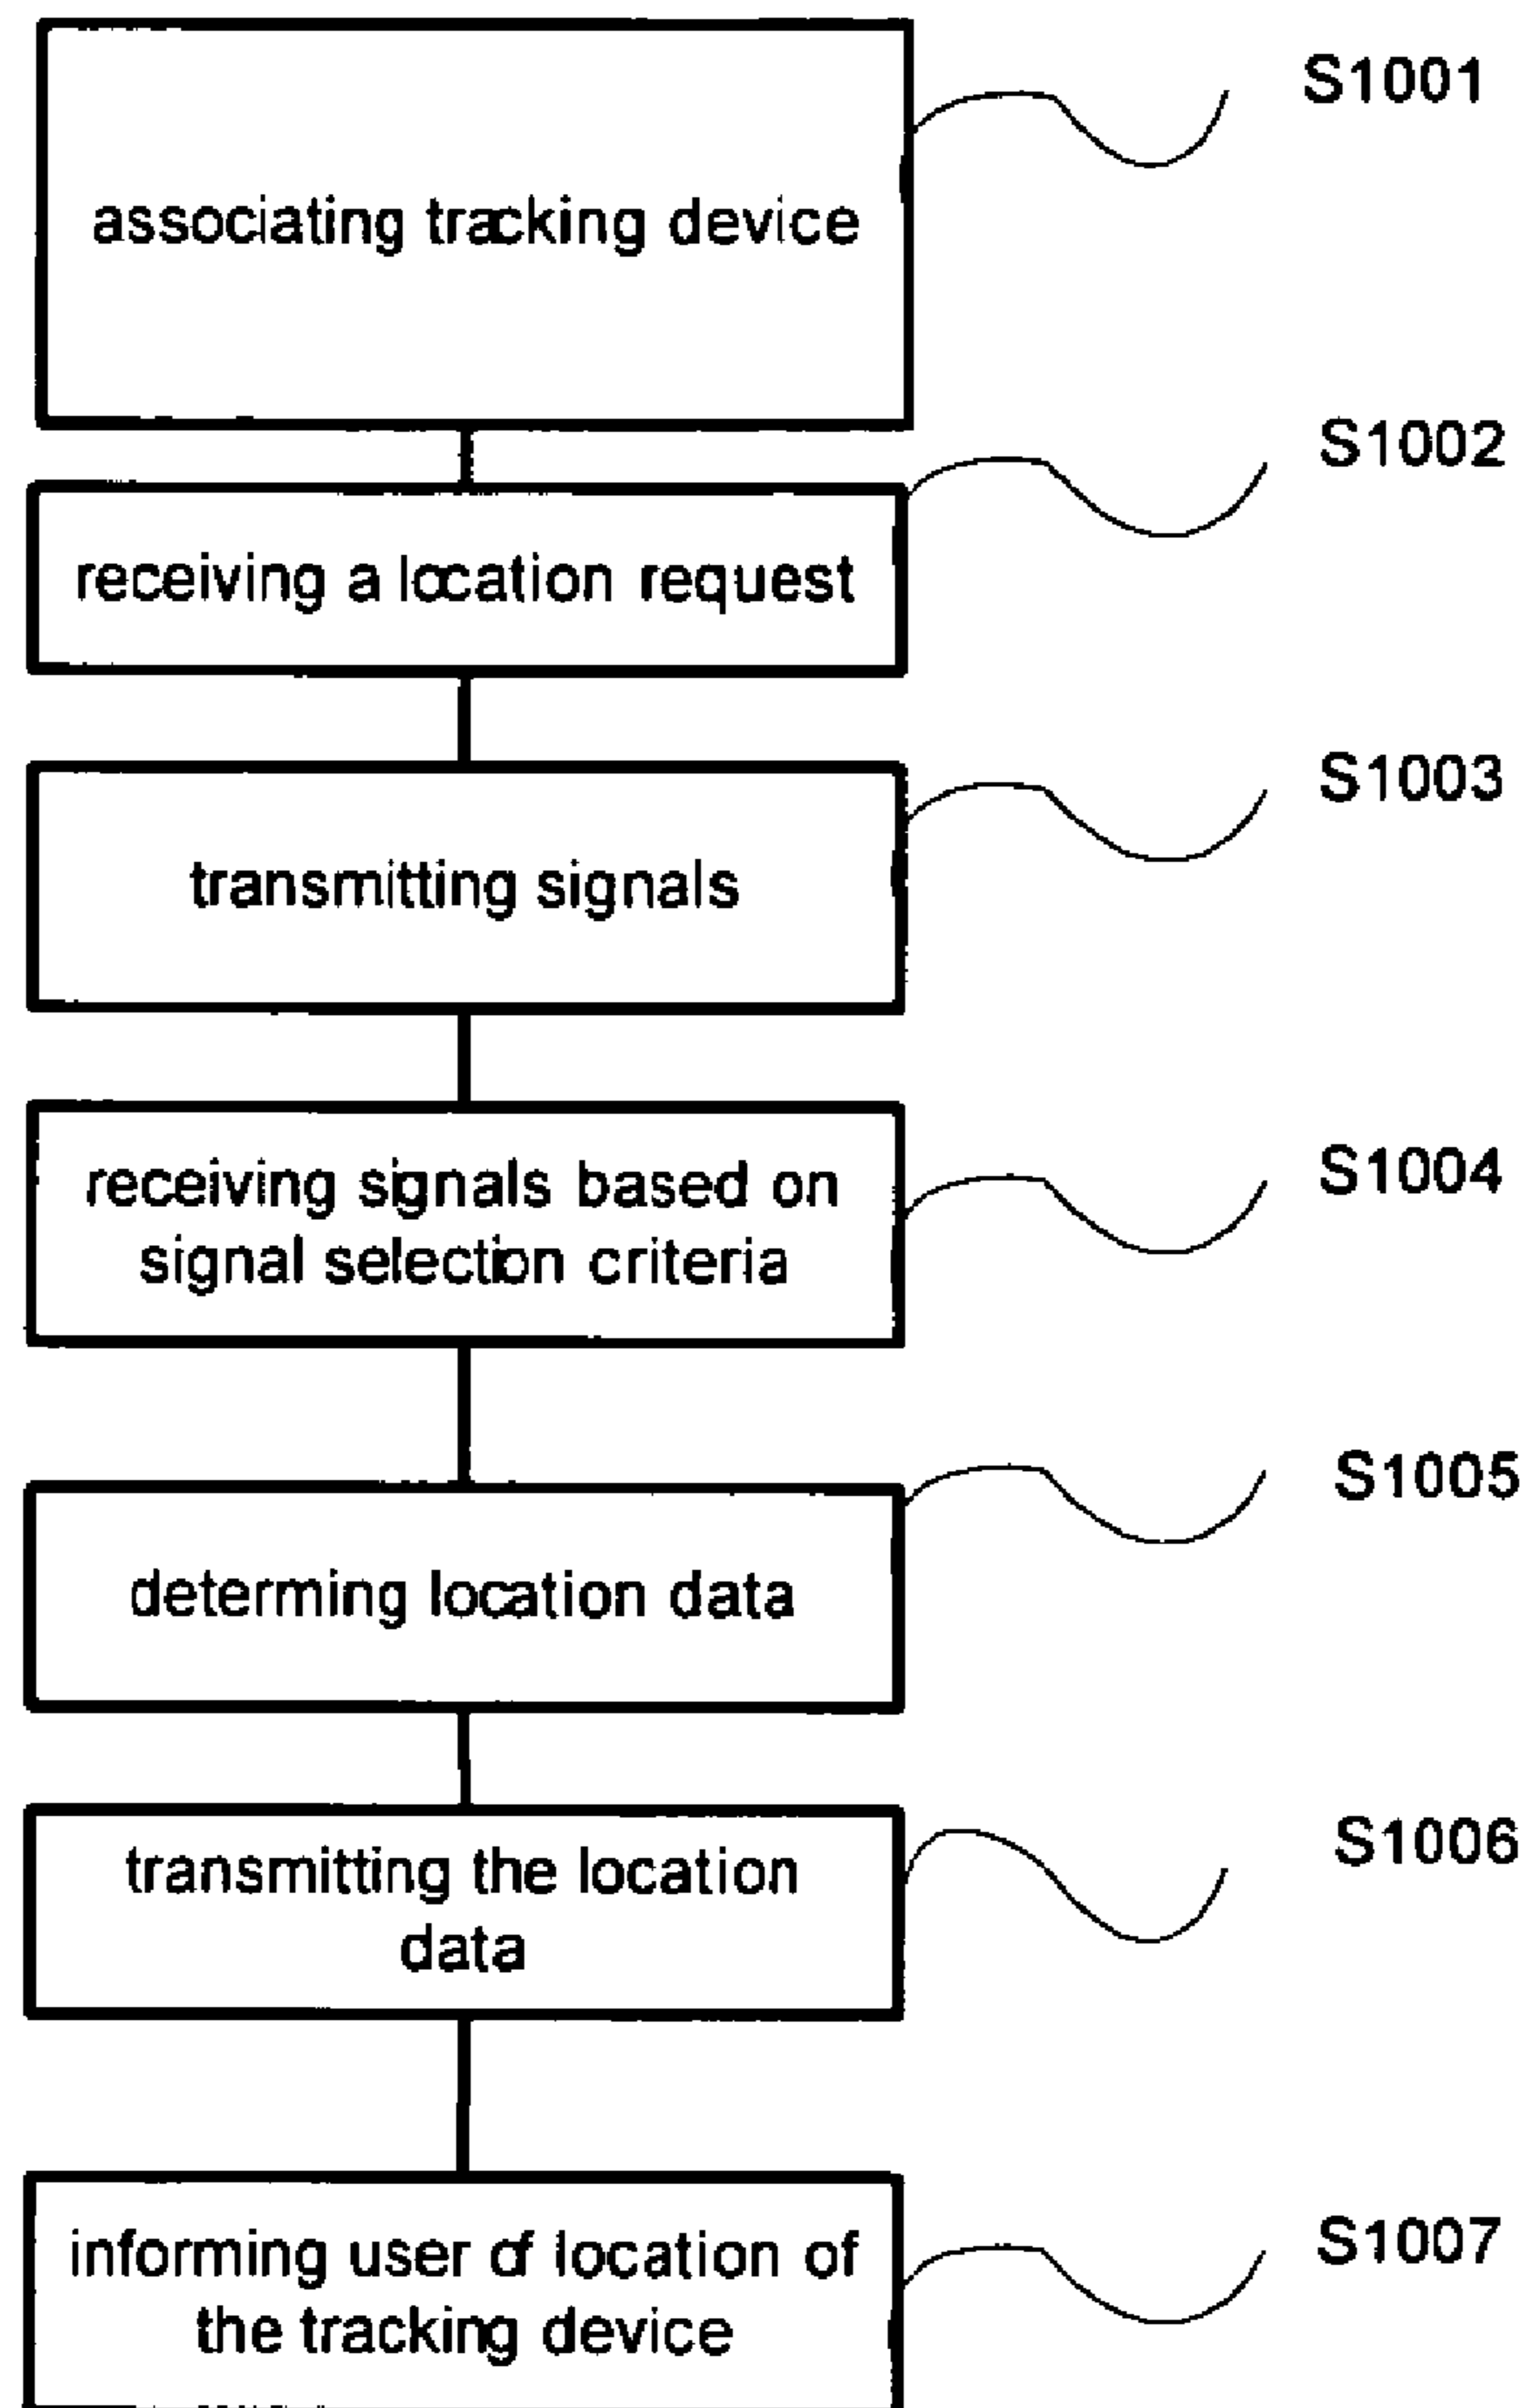 S1001
associating tracking device
S1002
receiving a location request
S1003
transmitting signals
S1004
receiving signals based on
signal selection criteria
S1005
determing location data
S1006
transmitting the location
data
S1007
informing user of location of
the tracking device